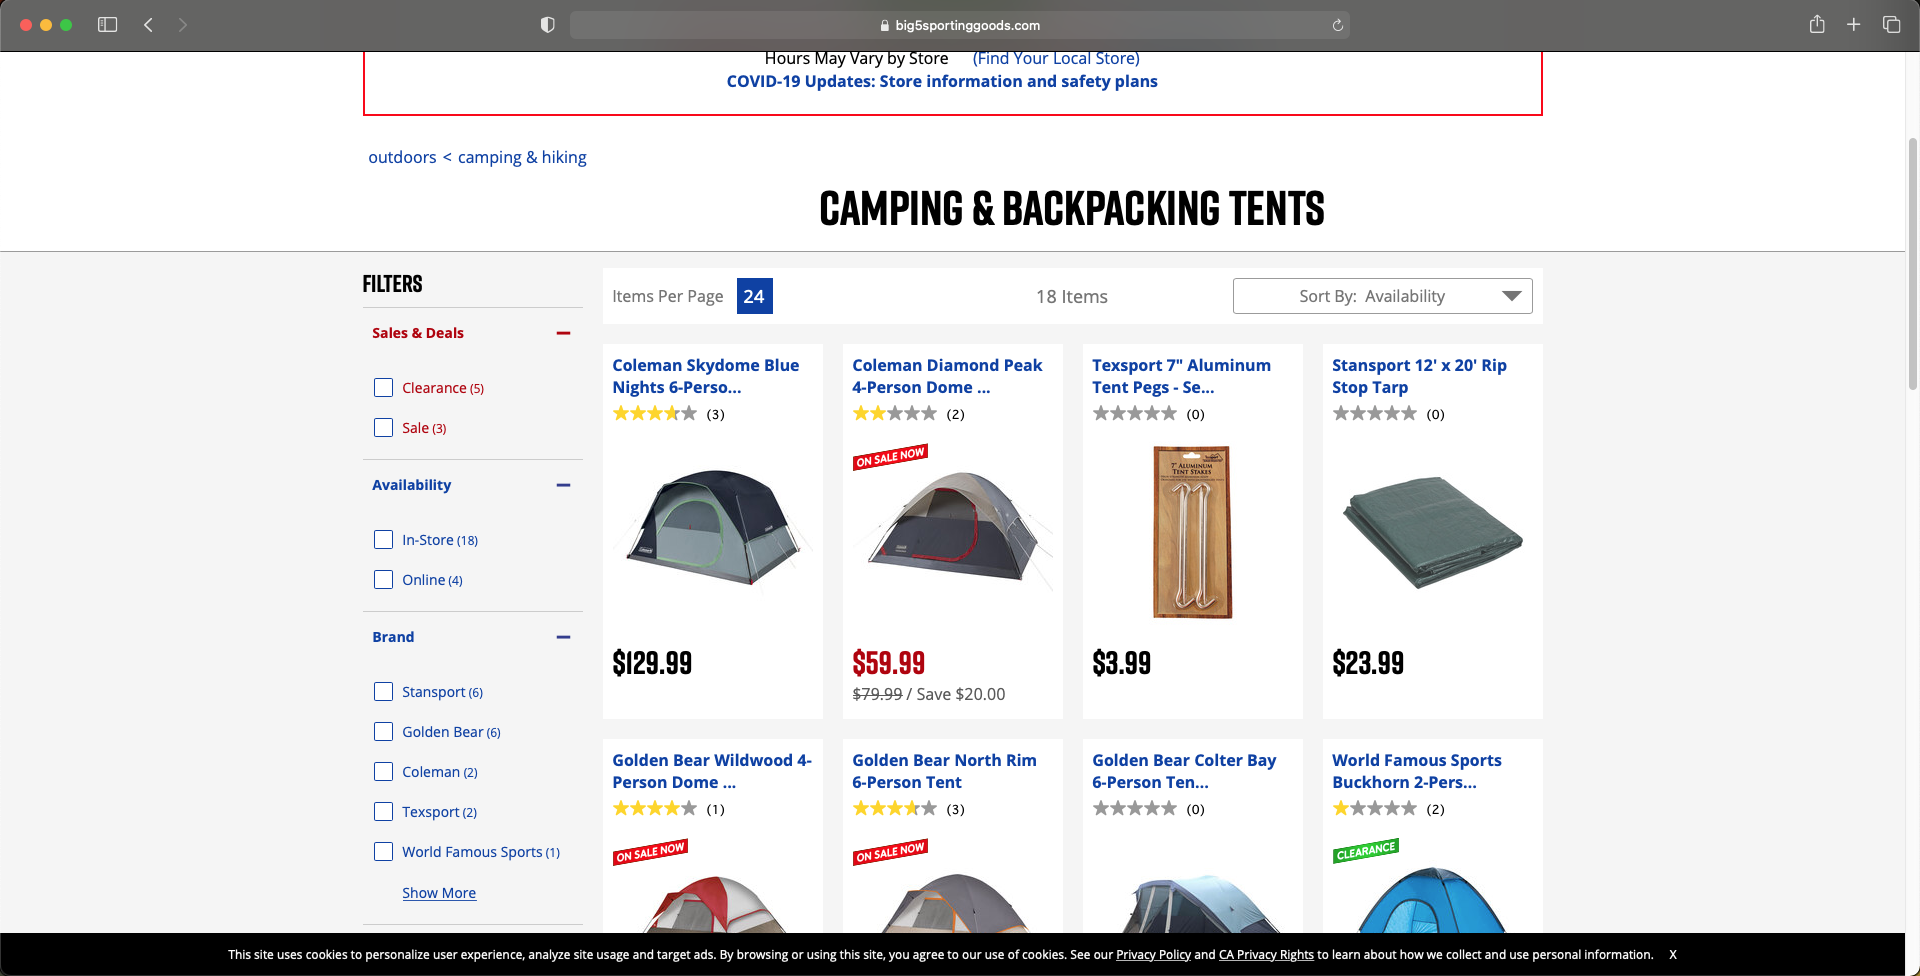 big5sportinggoods.com
Hours May Vary by Store (Find Your Local Store)
COVID-19 Updates: Store information and safety plans
outdoors < camping & hiking
CAMPING & BACKPACKING TENTS
FILTERS
Sales & Deals
Clearance (5)
Sale (3)
Availability
In-Store (18)
Online (4)
Brand
Stansport (6)
Golden Bear (6)
Coleman (2)
Texsport (2)
World Famous Sports (1)
Show More
Items Per Page 24
18 Items
Sort By: Availability
Coleman Skydome Blue
Nights 6-Perso...
(3)
$129.99
Coleman Diamond Peak
4-Person Dome ...
(2)
ON SALE NOW
$59.99
$79.99 / Save $20.00
Texsport 7" Aluminum
Tent Pegs - Se...
(0)
7" ALUMINUM
TENT STAKES
$3.99
Stansport 12' x 20' Rip
Stop Tarp
(0)
$23.99
Golden Bear Wildwood 4-
Person Dome ...
(1)
ON SALE NOW
Golden Bear North Rim
6-Person Tent
(3)
ON SALE NOW
Golden Bear Colter Bay
6-Person Ten...
(0)
World Famous Sports
Buckhorn 2-Pers...
(2)
CLEARANCE
This site uses cookies to personalize user experience, analyze site usage and target ads. By browsing or using this site, you agree to our use of cookies. See our Privacy Policy and CA Privacy Rights to learn about how we collect and use personal information. X